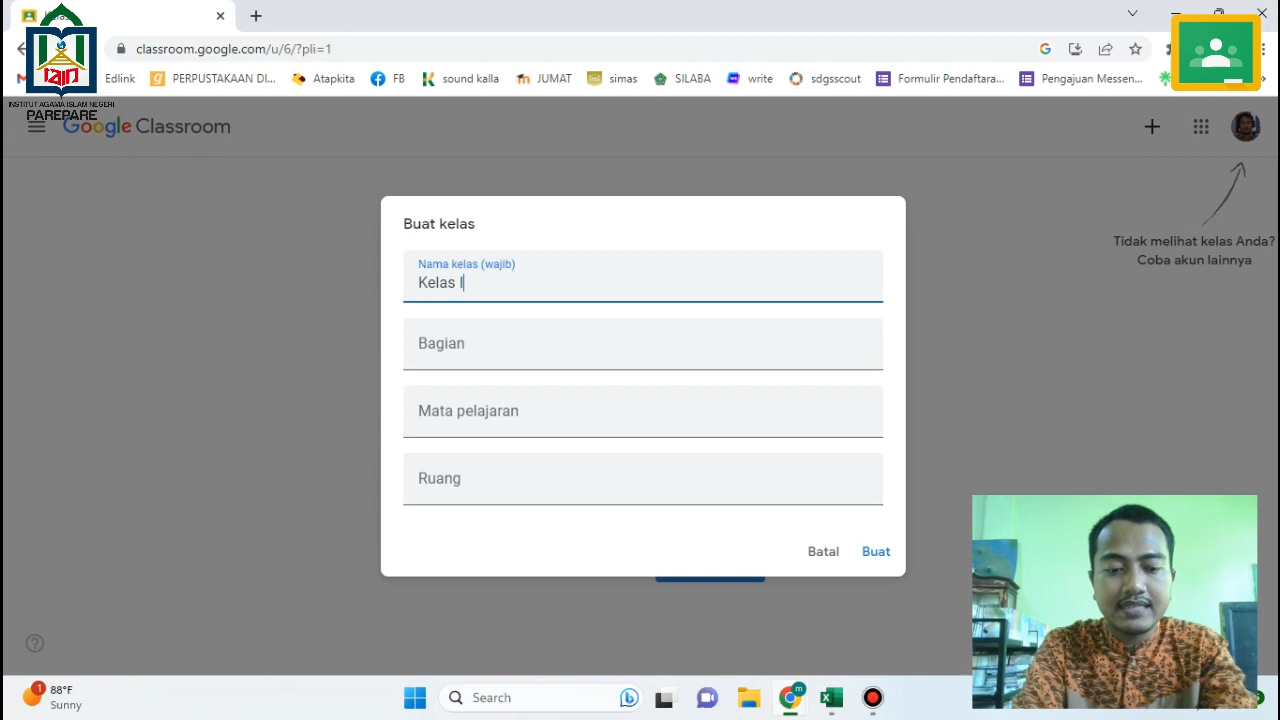 classroom.google.com/u/6/?pli=1
Edlink
PERPUSTAKAAN DI...
Atapkita
FB
sound kalla
JUMAT
simas
SILABA
write
sdgsscout
Formulir Pendaftara...
Pengajuan Messen...
iain
INSTITUT AGAMA ISLAM NEGERI
PAREPARE
Google Classroom
Tidak melihat kelas Anda?
Coba akun lainnya
Buat kelas
Nama kelas (wajib)
Kelas I
Bagian
Mata pelajaran
Ruang
Batal
Buat
1
88°F
Sunny
Search
m